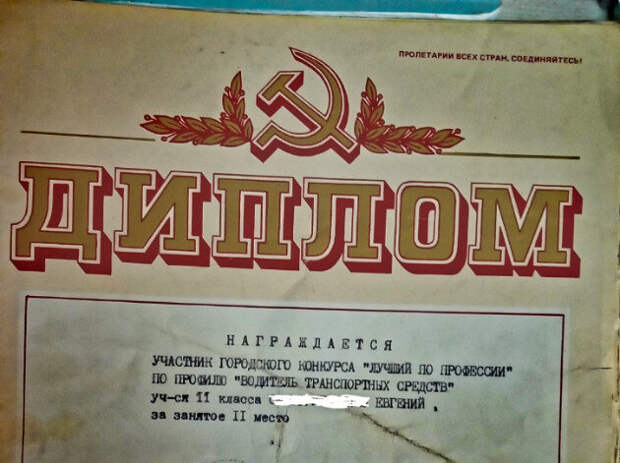 ПРОЛЕТАРИИ ВСЕХ СТРАН, СОЕДИНЯЙТЕСЬ!
ДИПЛОМ
НАГРАЖДАЕТСЯ
УЧАСТНИК ГОРОДСКОГО КОНКУРСА "ЛУЧШИЙ ПО ПРОФЕССИИ"
ПО ПРОФИЛЮ "ВОДИТЕЛЬ ТРАНСПОРТНЫХ СРЕДСТВ"
уч-ся 11 класса ЕВГЕНИЙ ,
за занятое II место